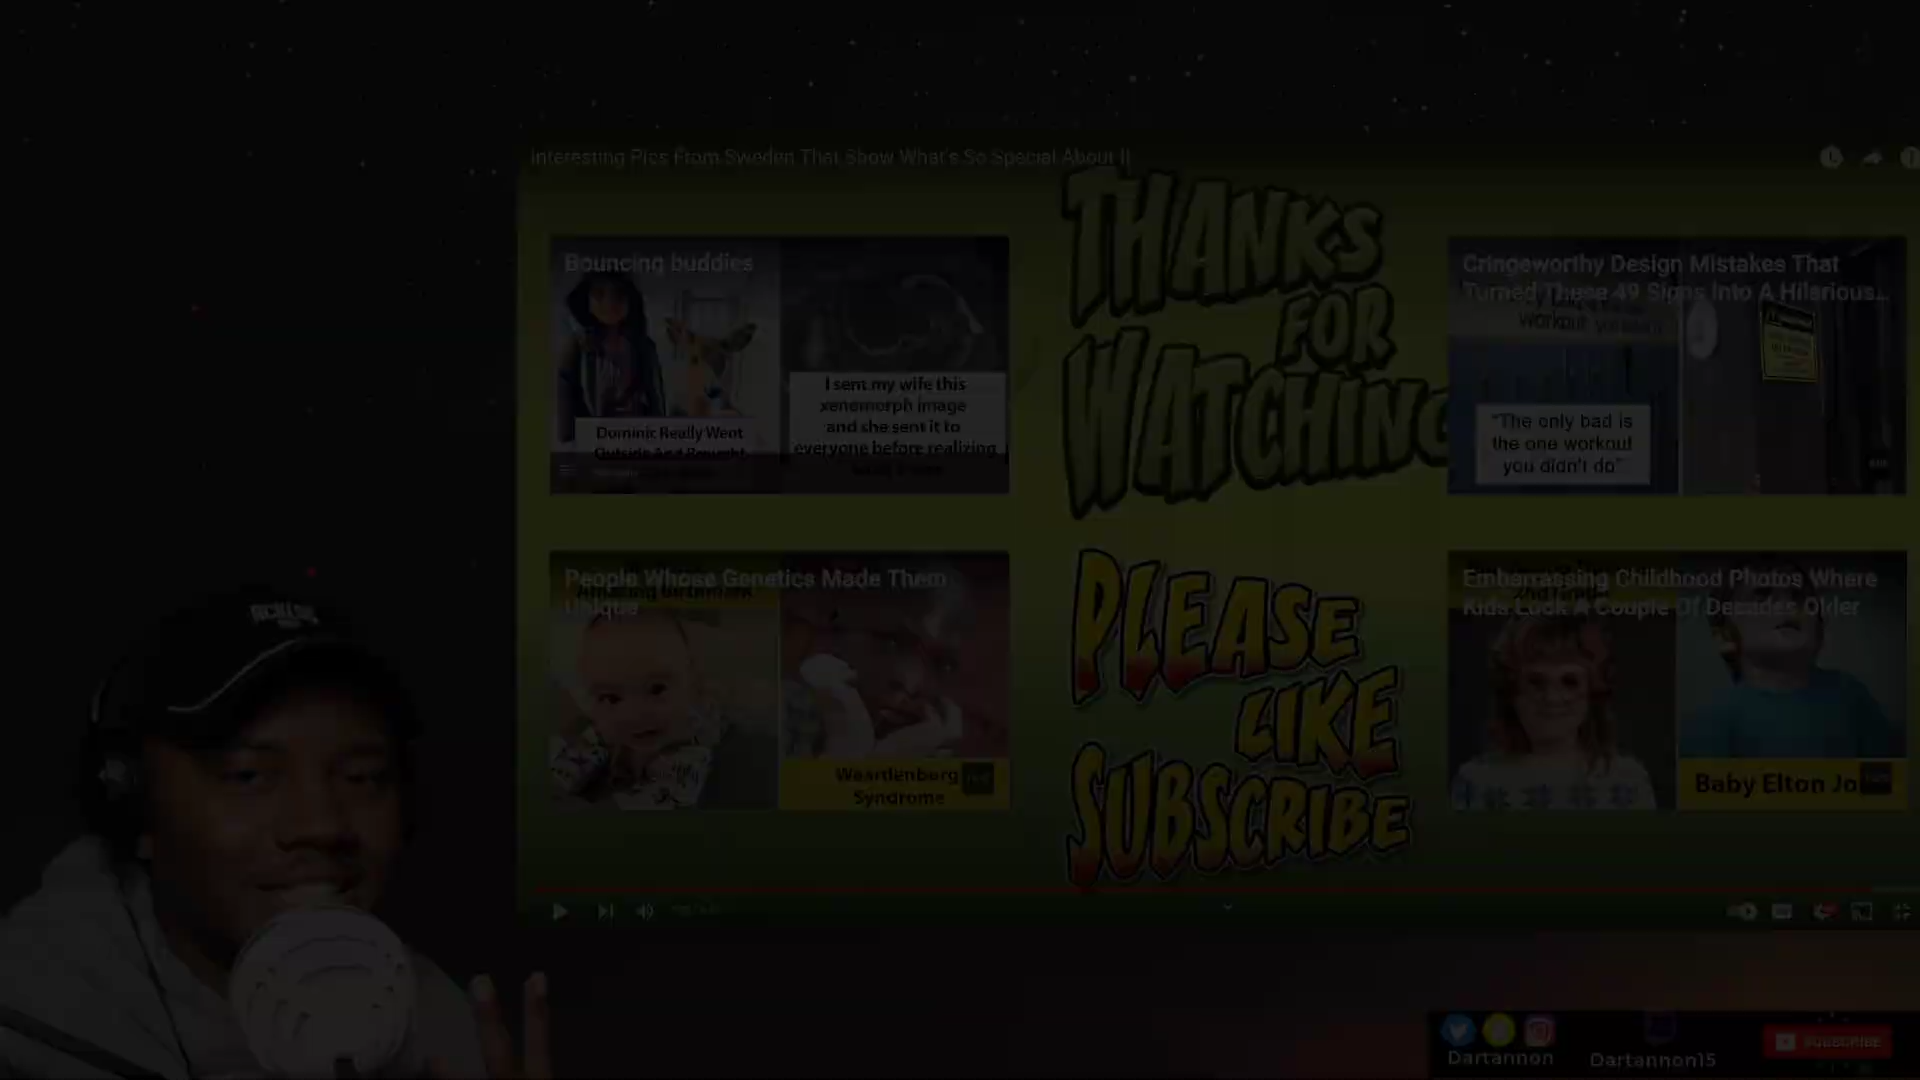 Interesting Pics From Sweden That Show What's So Special About It
THANKS
FOR
WATCHING
Bouncing buddies
Dominic Really Went
Outside And Brought
I sent my wife this
xenomorph image
and she sent it to
everyone before realizing
Cringeworthy Design Mistakes That
Turned These 49 Signs Into A Hilarious...
"The only bad is
the one workout
you didn't do"
People Whose Genetics Made Them
Unique
Waardenburg
Syndrome
PLEASE
LIKE
SUBSCRIBE
Embarrassing Childhood Photos Where
Kids Look A Couple Of Decades Older
Baby Elton Jo
Dartannon
Dartannon15
SUBSCRIBE